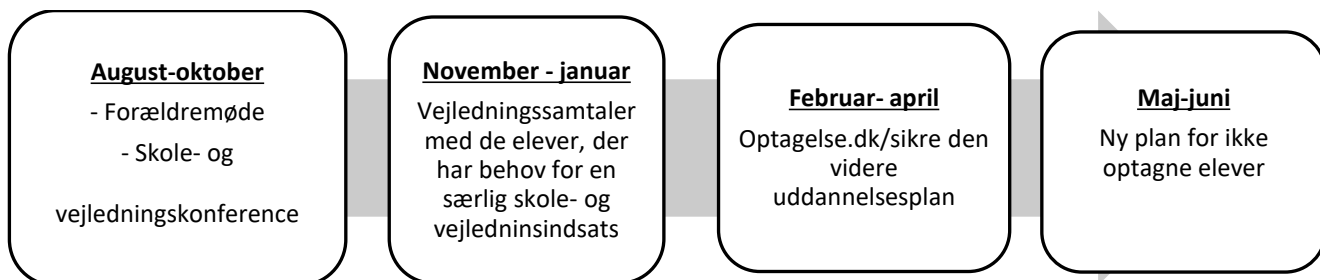 August-oktober
- Forældremøde
- Skole- og
vejledningskonference
November - januar
Vejledningssamtaler
med de elever, der
har behov for en
særlig skole- og
vejledninsindsats
Februar- april
Optagelse.dk/sikre den
videre
uddannelsesplan
Maj-juni
Ny plan for ikke
optagne elever